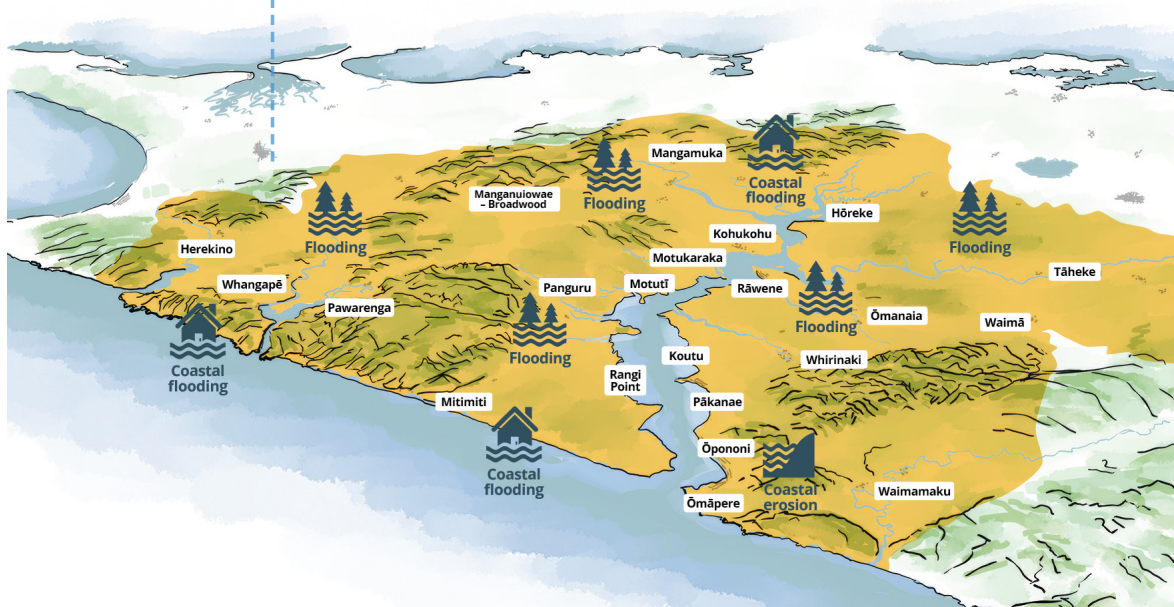 Mangamuka
Coastal
flooding
Manganuiowae
– Broadwood
Flooding
Hōreke
Flooding
Flooding
Kohukohu
Herekino
Motukaraka
Tāheke
Whangapē
Panguru
Motutī
Rāwene
Pawarenga
Flooding
Ōmanaia
Waimā
Flooding
Koutu
Whirinaki
Coastal
flooding
Rangi
Point
Mitimiti
Pākanae
Ōpononi
Coastal
flooding
Coastal
erosion
Waimamaku
Ōmāpere